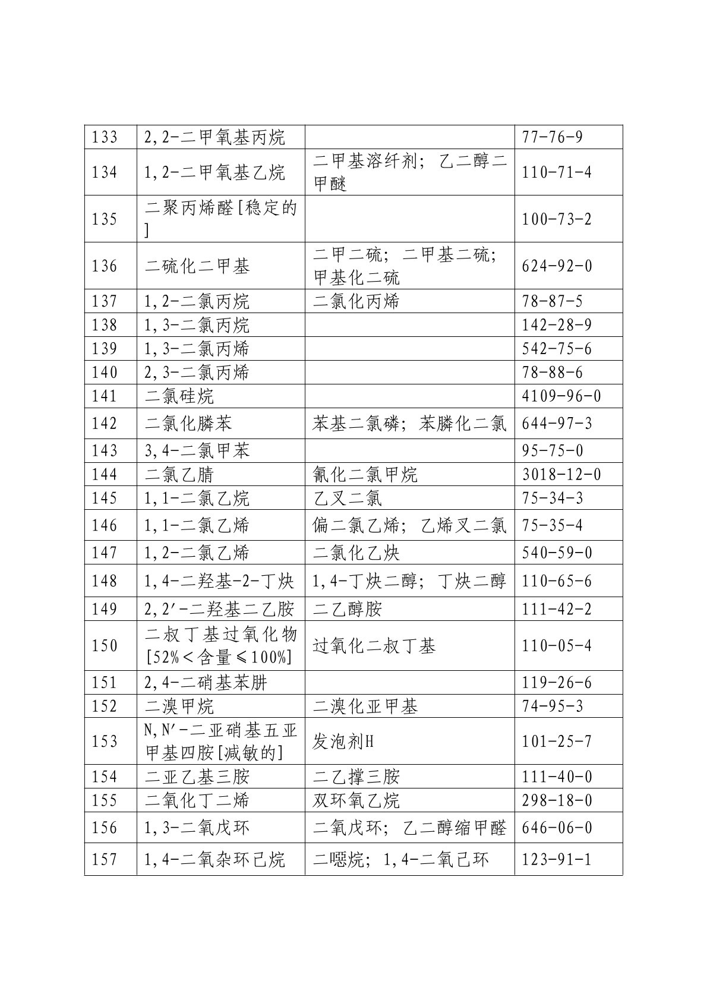 133 2,2-二甲氧基丙烷 77-76-9
134 1,2-二甲氧基乙烷 二甲基溶纤剂；乙二醇二
甲醚 110-71-4
135 二聚丙烯醛[稳定的
] 100-73-2
136 二硫化二甲基 二甲二硫；二甲基二硫；
甲基化二硫 624-92-0
137 1,2-二氯丙烷 二氯化丙烯 78-87-5
138 1,3-二氯丙烷 142-28-9
139 1,3-二氯丙烯 542-75-6
140 2,3-二氯丙烯 78-88-6
141 二氯硅烷 4109-96-0
142 二氯化膦苯 苯基二氯磷；苯膦化二氯 644-97-3
143 3,4-二氯甲苯 95-75-0
144 二氯乙腈 氰化二氯甲烷 3018-12-0
145 1,1-二氯乙烷 乙叉二氯 75-34-3
146 1,1-二氯乙烯 偏二氯乙烯；乙烯叉二氯 75-35-4
147 1,2-二氯乙烯 二氯化乙炔 540-59-0
148 1,4-二羟基-2-丁炔 1,4-丁炔二醇；丁炔二醇 110-65-6
149 2,2′-二羟基二乙胺 二乙醇胺 111-42-2
150 二叔丁基过氧化物
[52%＜含量≤100%] 过氧化二叔丁基 110-05-4
151 2,4-二硝基苯肼 119-26-6
152 二溴甲烷 二溴化亚甲基 74-95-3
153 N,N′-二亚硝基五亚
甲基四胺[减敏的] 发泡剂H 101-25-7
154 二亚乙基三胺 二乙撑三胺 111-40-0
155 二氧化丁二烯 双环氧乙烷 298-18-0
156 1,3-二氧戊环 二氧戊环；乙二醇缩甲醛 646-06-0
157 1,4-二氧杂环己烷 二噁烷；1,4-二氧己环 123-91-1